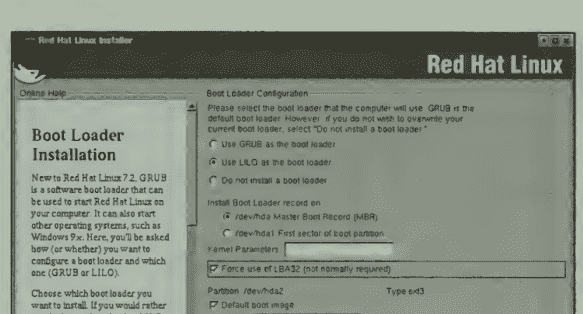 Red Hat Linux Installer
Red Hat Linux
Online Help
Boot Loader
Installation
New to Red Hat Linux 7.2, GRUB
is a software boot loader that can
be used to start Red Hat Linux on
your computer. It can also start
other operating systems, such as
Windows 9x. Here, you'll be asked
how (or whether) you want to
configure a boot loader and which
one (GRUB or LILO).
Choose which boot loader you
want to install. If you would rather
Boot Loader Configuration
Please select the boot loader that the computer will use. GRUB is the
default boot loader. However, if you do not wish to overwrite your
current boot loader, select "Do not install a boot loader."
Use GRUB as the boot loader
Use LILO as the boot loader
Do not install a boot loader
Install Boot Loader record on
/dev/hda Master Boot Record (MBR)
/dev/hda1 First sector of boot partition
Kernel Parameters
Force use of LBA32 (not normally required)
Partition /dev/hda2 Type ext3
Default boot image